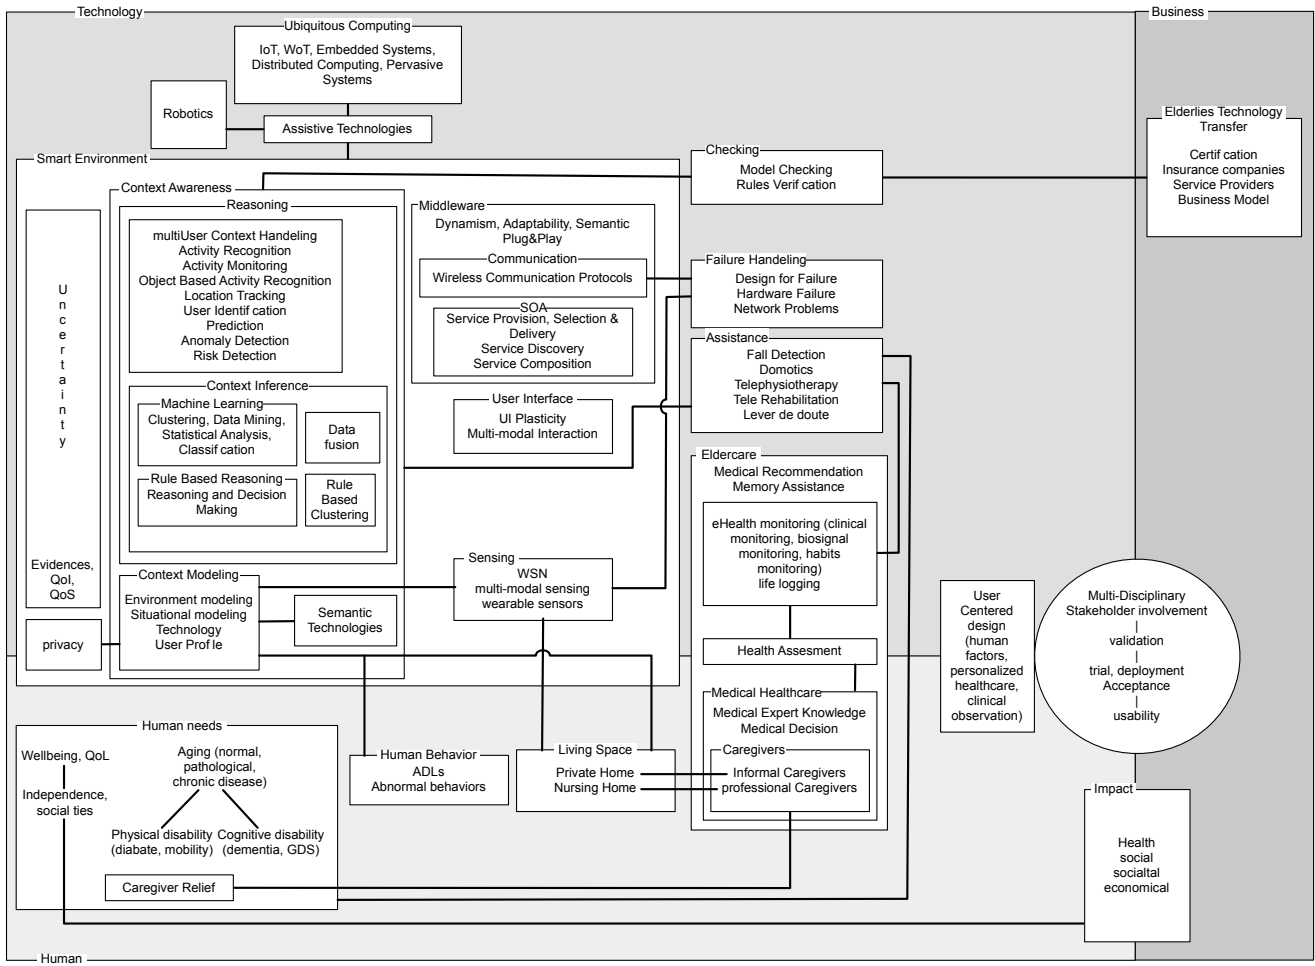 Technology
Business
Ubiquitous Computing
IoT, WoT, Embedded Systems,
Distributed Computing, Pervasive
Systems
Robotics
Assistive Technologies
Elderlies Technology
Transfer
Certif cation
Insurance companies
Service Providers
Business Model
Smart Environment
Checking
Model Checking
Rules Verif cation
Context Awareness
Reasoning
multiUser Context Handeling
Activity Recognition
Activity Monitoring
Object Based Activity Recognition
Location Tracking
User Identif cation
Prediction
Anomaly Detection
Risk Detection
Middleware
Dynamism, Adaptability, Semantic
Plug&Play
Communication
Wireless Communication Protocols
SOA
Service Provision, Selection &
Delivery
Service Discovery
Service Composition
Failure Handeling
Design for Failure
Hardware Failure
Network Problems
Assistance
Fall Detection
Domotics
Telephysiotherapy
Tele Rehabilitation
Lever de doute
Uncertainty
Evidences,
QoI,
QoS
Context Inference
Machine Learning
Clustering, Data Mining,
Statistical Analysis,
Classif cation
Data
fusion
Rule Based Reasoning
Reasoning and Decision
Making
Rule
Based
Clustering
User Interface
UI Plasticity
Multi-modal Interaction
Eldercare
Medical Recommendation
Memory Assistance
eHealth monitoring (clinical
monitoring, biosignal
monitoring, habits
monitoring)
life logging
Context Modeling
Environment modeling
Situational modeling
Technology
User Prof le
Semantic
Technologies
Sensing
WSN
multi-modal sensing
wearable sensors
privacy
Health Assesment
User
Centered
design
(human
factors,
personalized
healthcare,
clinical
observation)
Multi-Disciplinary
Stakeholder involvement
validation
trial, deployment
Acceptance
usability
Medical Healthcare
Medical Expert Knowledge
Medical Decision
Caregivers
Informal Caregivers
professional Caregivers
Human needs
Wellbeing, QoL
Independence,
social ties
Aging (normal,
pathological,
chronic disease)
Physical disability
(diabate, mobility)
Cognitive disability
(dementia, GDS)
Caregiver Relief
Human Behavior
ADLs
Abnormal behaviors
Living Space
Private Home
Nursing Home
Impact
Health
social
socialtal
economical
Human